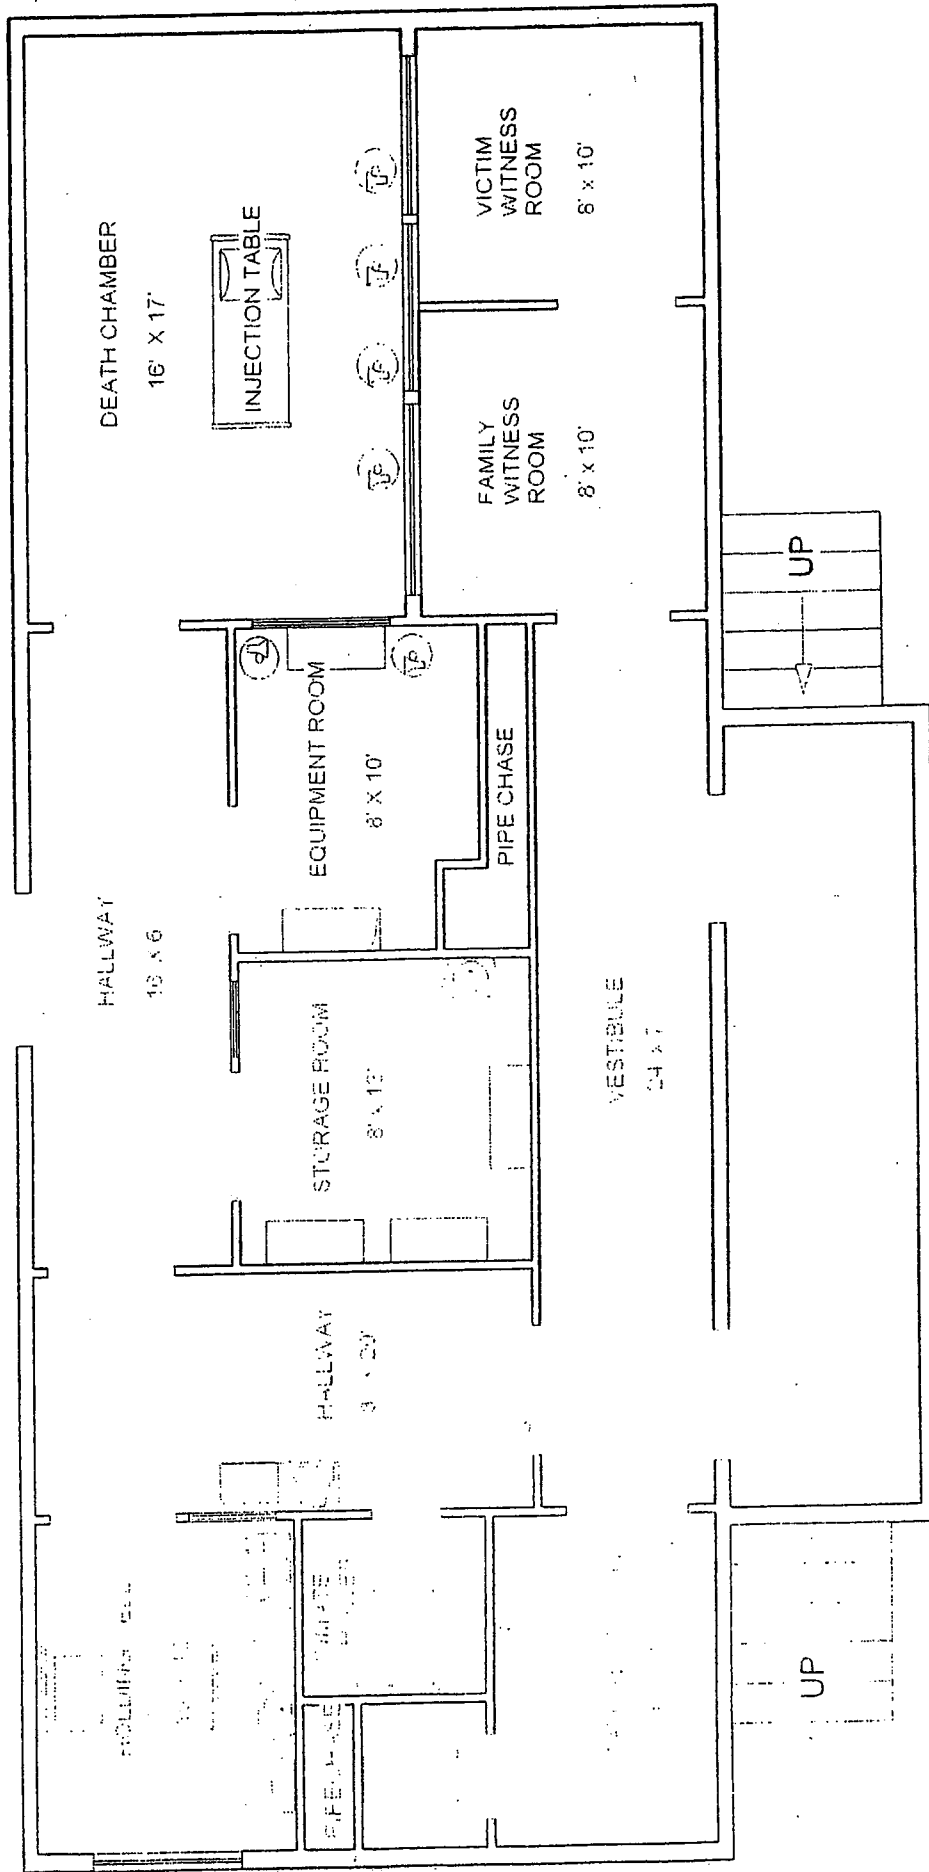 DEATH CHAMBER
16' X 17'
INJECTION TABLE
VICTIM
WITNESS
ROOM
8' x 10'
FAMILY
WITNESS
ROOM
8' x 10'
EQUIPMENT ROOM
8' X 10'
PIPE CHASE
HALLWAY
STORAGE ROOM
VESTIBULE
HALLWAY
UP
UP